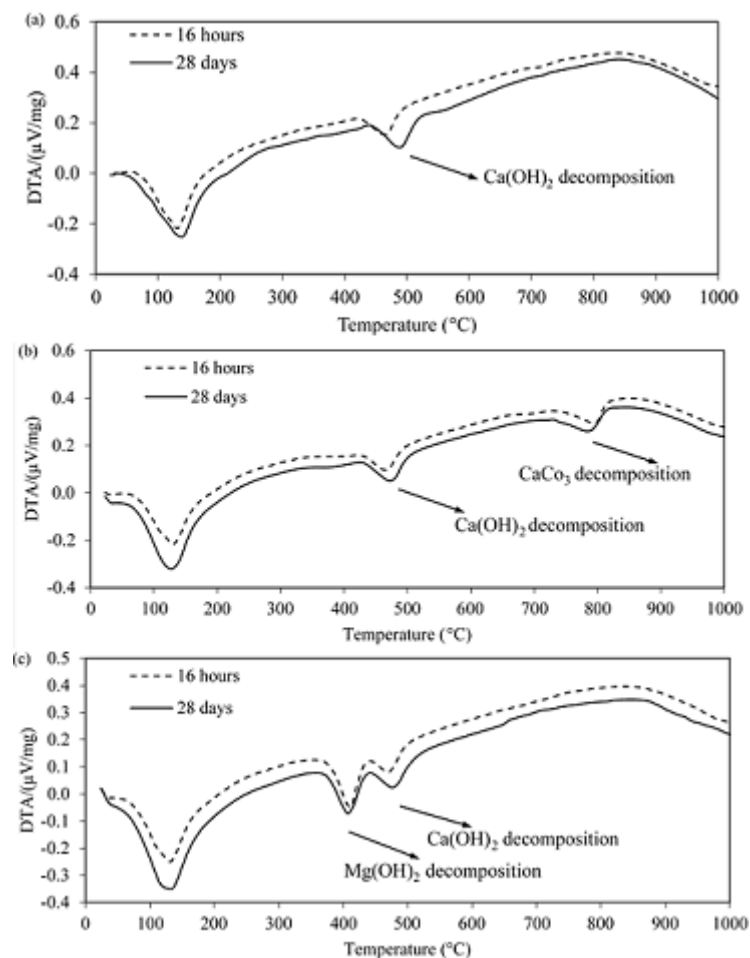 (a)
16 hours
28 days
DTA/(µV/mg)
0.6
0.4
0.2
0.0
-0.2
-0.4
Ca(OH)₂ decomposition
0 100 200 300 400 500 600 700 800 900 1000
Temperature (°C)
(b)
16 hours
28 days
DTA/(µV/mg)
0.6
0.4
0.2
0.0
-0.2
-0.4
CaCo₃ decomposition
Ca(OH)₂ decomposition
0 100 200 300 400 500 600 700 800 900 1000
Temperature (°C)
(c)
16 hours
28 days
DTA/(µV/mg)
0.5
0.4
0.3
0.2
0.1
0.0
-0.1
-0.2
-0.3
-0.4
Ca(OH)₂ decomposition
Mg(OH)₂ decomposition
0 100 200 300 400 500 600 700 800 900 1000
Temperature (°C)